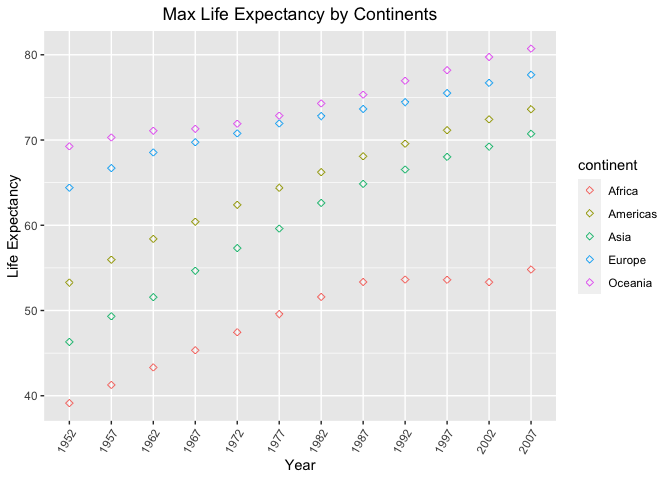 Max Life Expectancy by Continents
Life Expectancy
80
70
60
50
40
1952
1957
1962
1967
1972
1977
1982
1987
1992
1997
2002
2007
Year
continent
Africa
Americas
Asia
Europe
Oceania